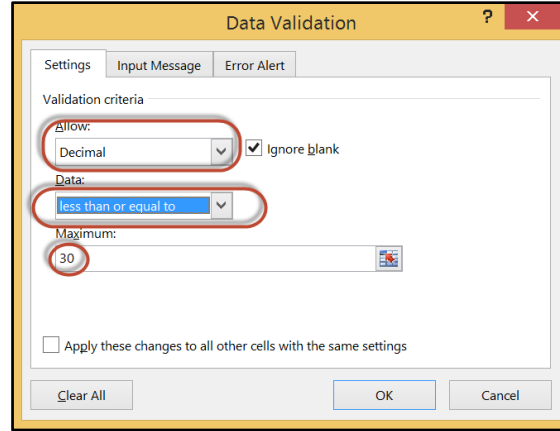 Data Validation ?
Settings Input Message Error Alert
Validation criteria
Allow:
Decimal Ignore blank
Data:
less than or equal to
Maximum:
30
Apply these changes to all other cells with the same settings
Clear All OK Cancel